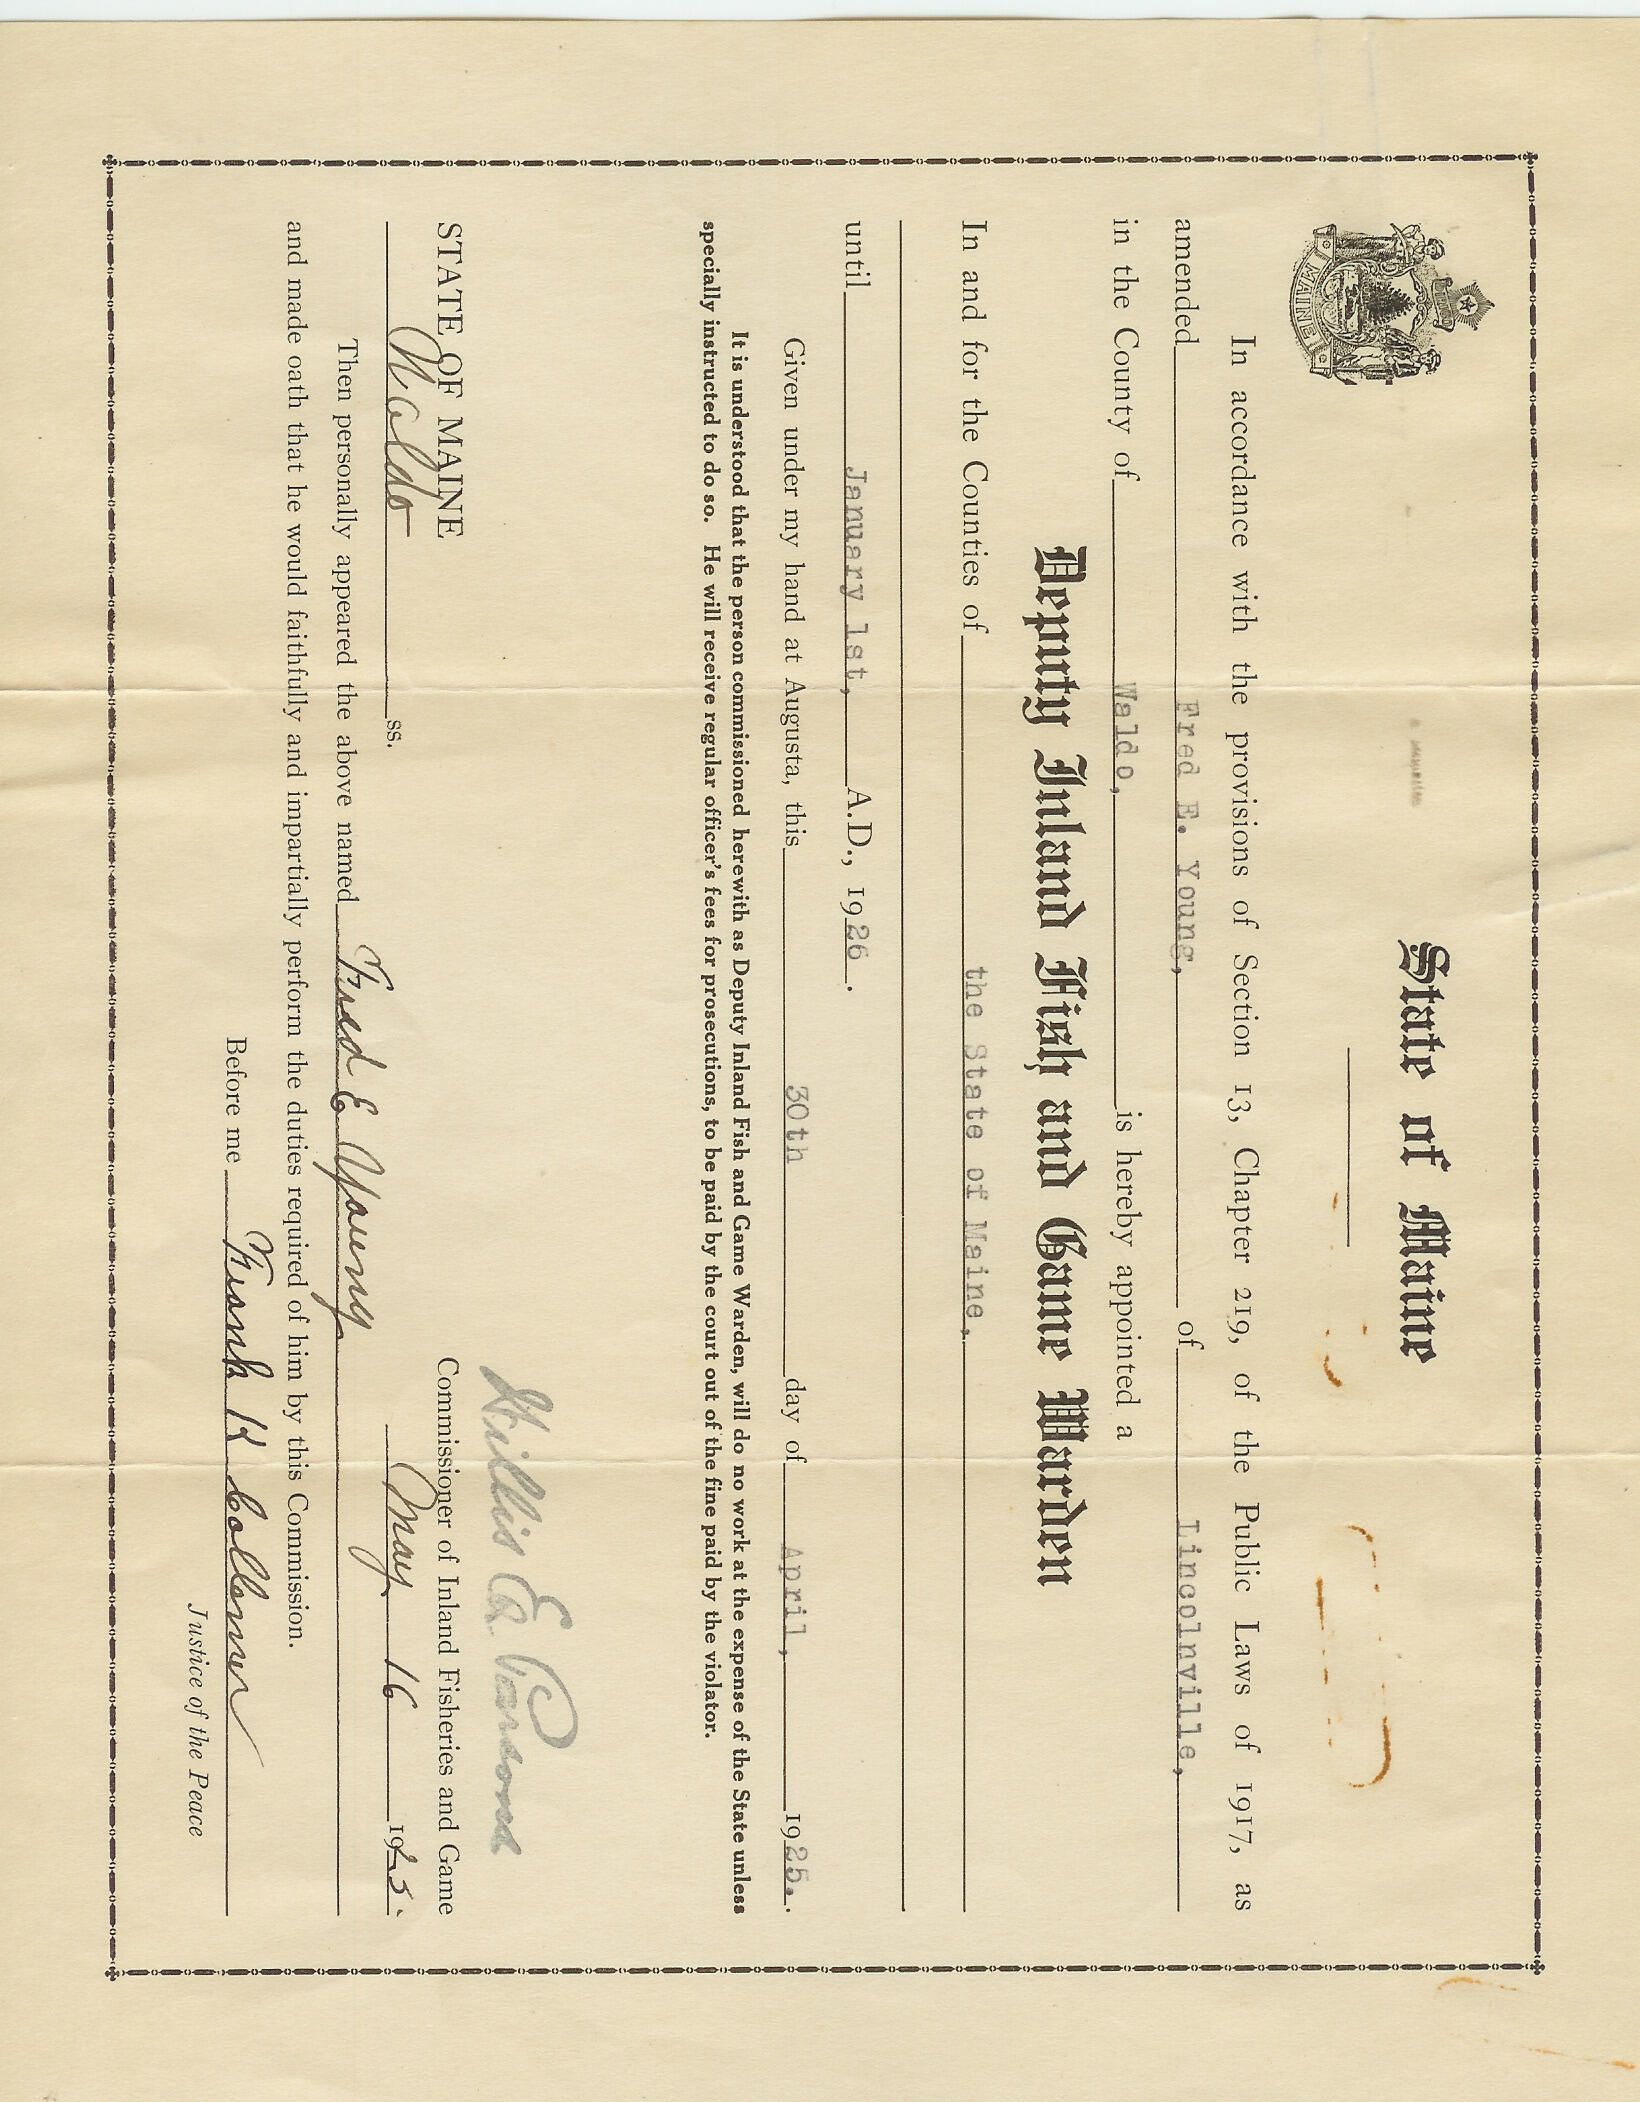 State of Maine
MAINE
In accordance with the provisions of Section 13, Chapter 219, of the Public Laws of 1917, as
amended Fred E. Young, of Lincolnville,
in the County of Waldo, is hereby appointed a
Deputy Inland Fish and Game Warden
In and for the Counties of the State of Maine,
until January 1st, A.D., 1926.
Given under my hand at Augusta, this 30th day of April, 1925..
It is understood that the person commissioned herewith as Deputy Inland Fish and Game Warden, will do no work at the expense of the State unless
specially instructed to do so. He will receive regular officer's fees for prosecutions, to be paid by the court out of the fine paid by the violator.
Willis E. Parsons
Commissioner of Inland Fisheries and Game
STATE OF MAINE
Waldo ss. May 16 1925.
Then personally appeared the above named Fred E Young
and made oath that he would faithfully and impartially perform the duties required of him by this Commission.
Before me Frank
Justice of the Peace